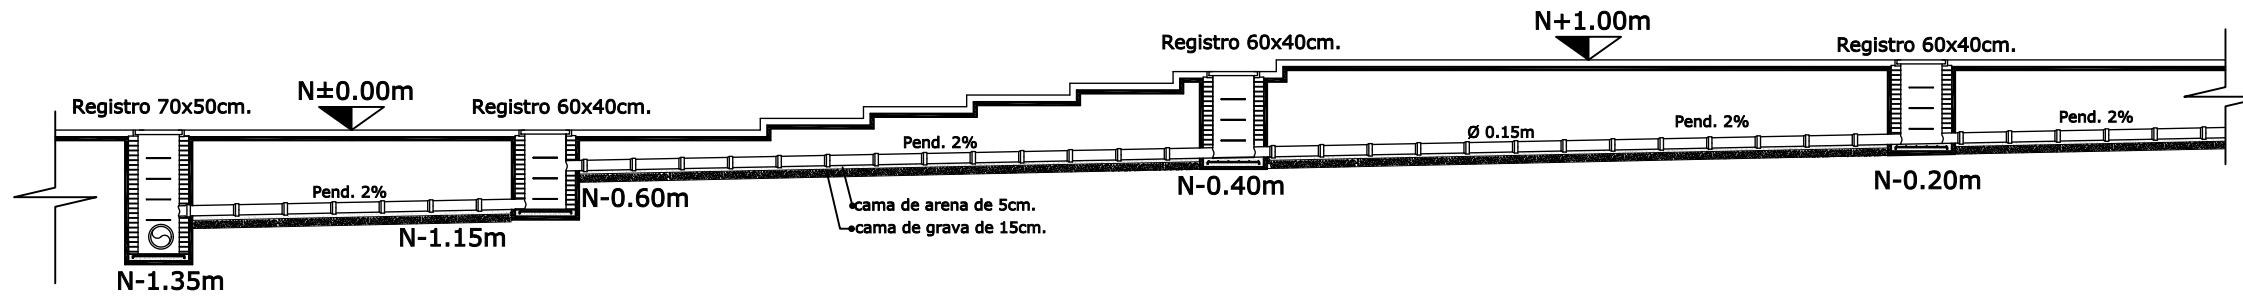 N+1.00m
Registro 60x40cm.
Registro 60x40cm.
N±0.00m
Registro 70x50cm.
Registro 60x40cm.
Pend. 2%
Ø 0.15m
Pend. 2%
Pend. 2%
Pend. 2%
N-0.60m
N-0.40m
N-0.20m
cama de arena de 5cm.
cama de grava de 15cm.
N-1.15m
N-1.35m